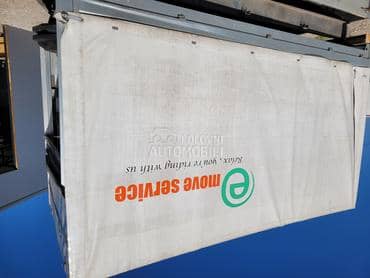 e move service
Relax, you're riding with us
POLOVNI
AUTOMOBILI